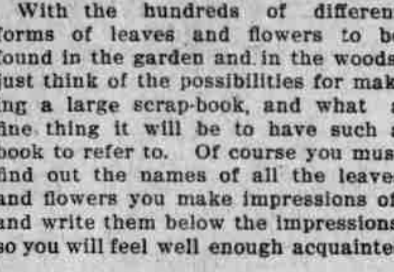 With the hundreds of differen
forms of leaves and flowers to be
found in the garden and in the woods
just think of the possibilities for mak
ing a large scrap-book, and what a
fine thing it will be to have such a
book to refer to. Of course you mus
find out the names of all the leave
and flowers you make impressions of
and write them below the impressions
so you will feel well enough acquainte